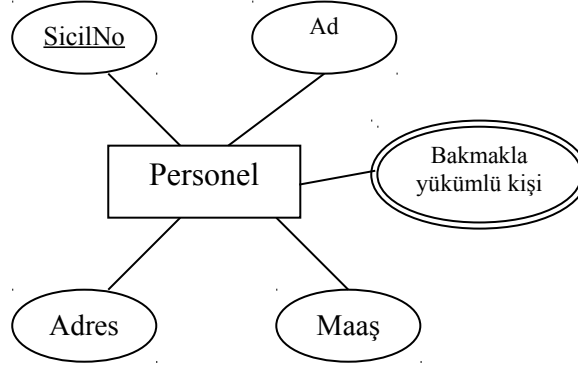 SicilNo
Ad
Personel
Bakmakla
yükümlü kişi
Adres
Maaş